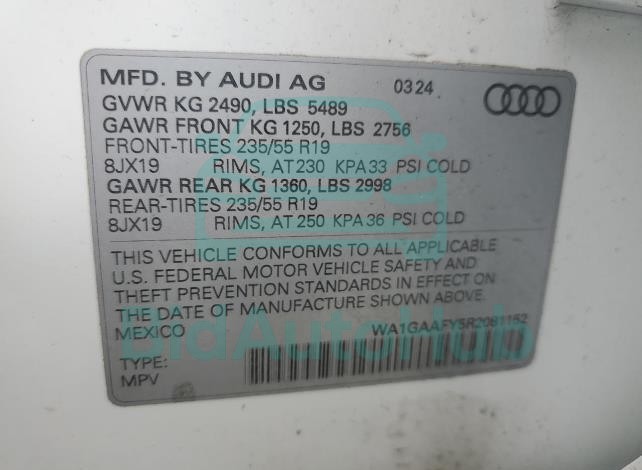 MFD. BY AUDI AG 03 24
GVWR KG 2490, LBS 5489
GAWR FRONT KG 1250, LBS 2756
FRONT-TIRES 235/55 R19
8JX19 RIMS, AT 230 KPA 33 PSI COLD
GAWR REAR KG 1360, LBS 2998
REAR-TIRES 235/55 R19
8JX19 RIMS, AT 250 KPA 36 PSI COLD
THIS VEHICLE CONFORMS TO ALL APPLICABLE
U.S. FEDERAL MOTOR VEHICLE SAFETY AND
THEFT PREVENTION STANDARDS IN EFFECT ON
THE DATE OF MANUFACTURE SHOWN ABOVE.
MEXICO WA1GAAFY5R2081152
bidAutoHub
TYPE:
MPV